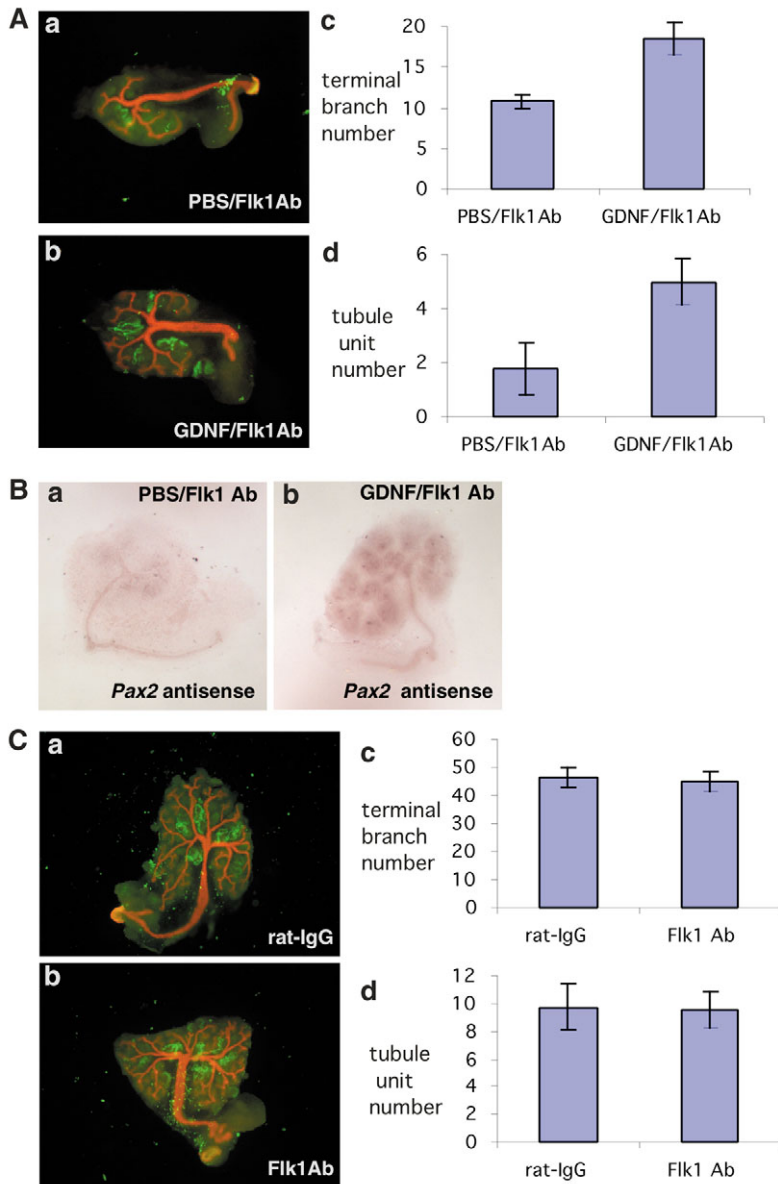 A
a
PBS/Flk1Ab
b
GDNF/Flk1Ab
c
terminal
branch
number
20
15
10
5
0
PBS/Flk1Ab GDNF/Flk1Ab
d
tubule
unit
number
6
4
2
0
PBS/Flk1Ab GDNF/Flk1Ab
B
a
PBS/Flk1 Ab
Pax2 antisense
b
GDNF/Flk1 Ab
Pax2 antisense
C
a
rat-IgG
b
Flk1Ab
c
terminal
branch
number
60
50
40
30
20
10
0
rat-IgG Flk1 Ab
d
tubule
unit
number
12
10
8
6
4
2
0
rat-IgG Flk1 Ab